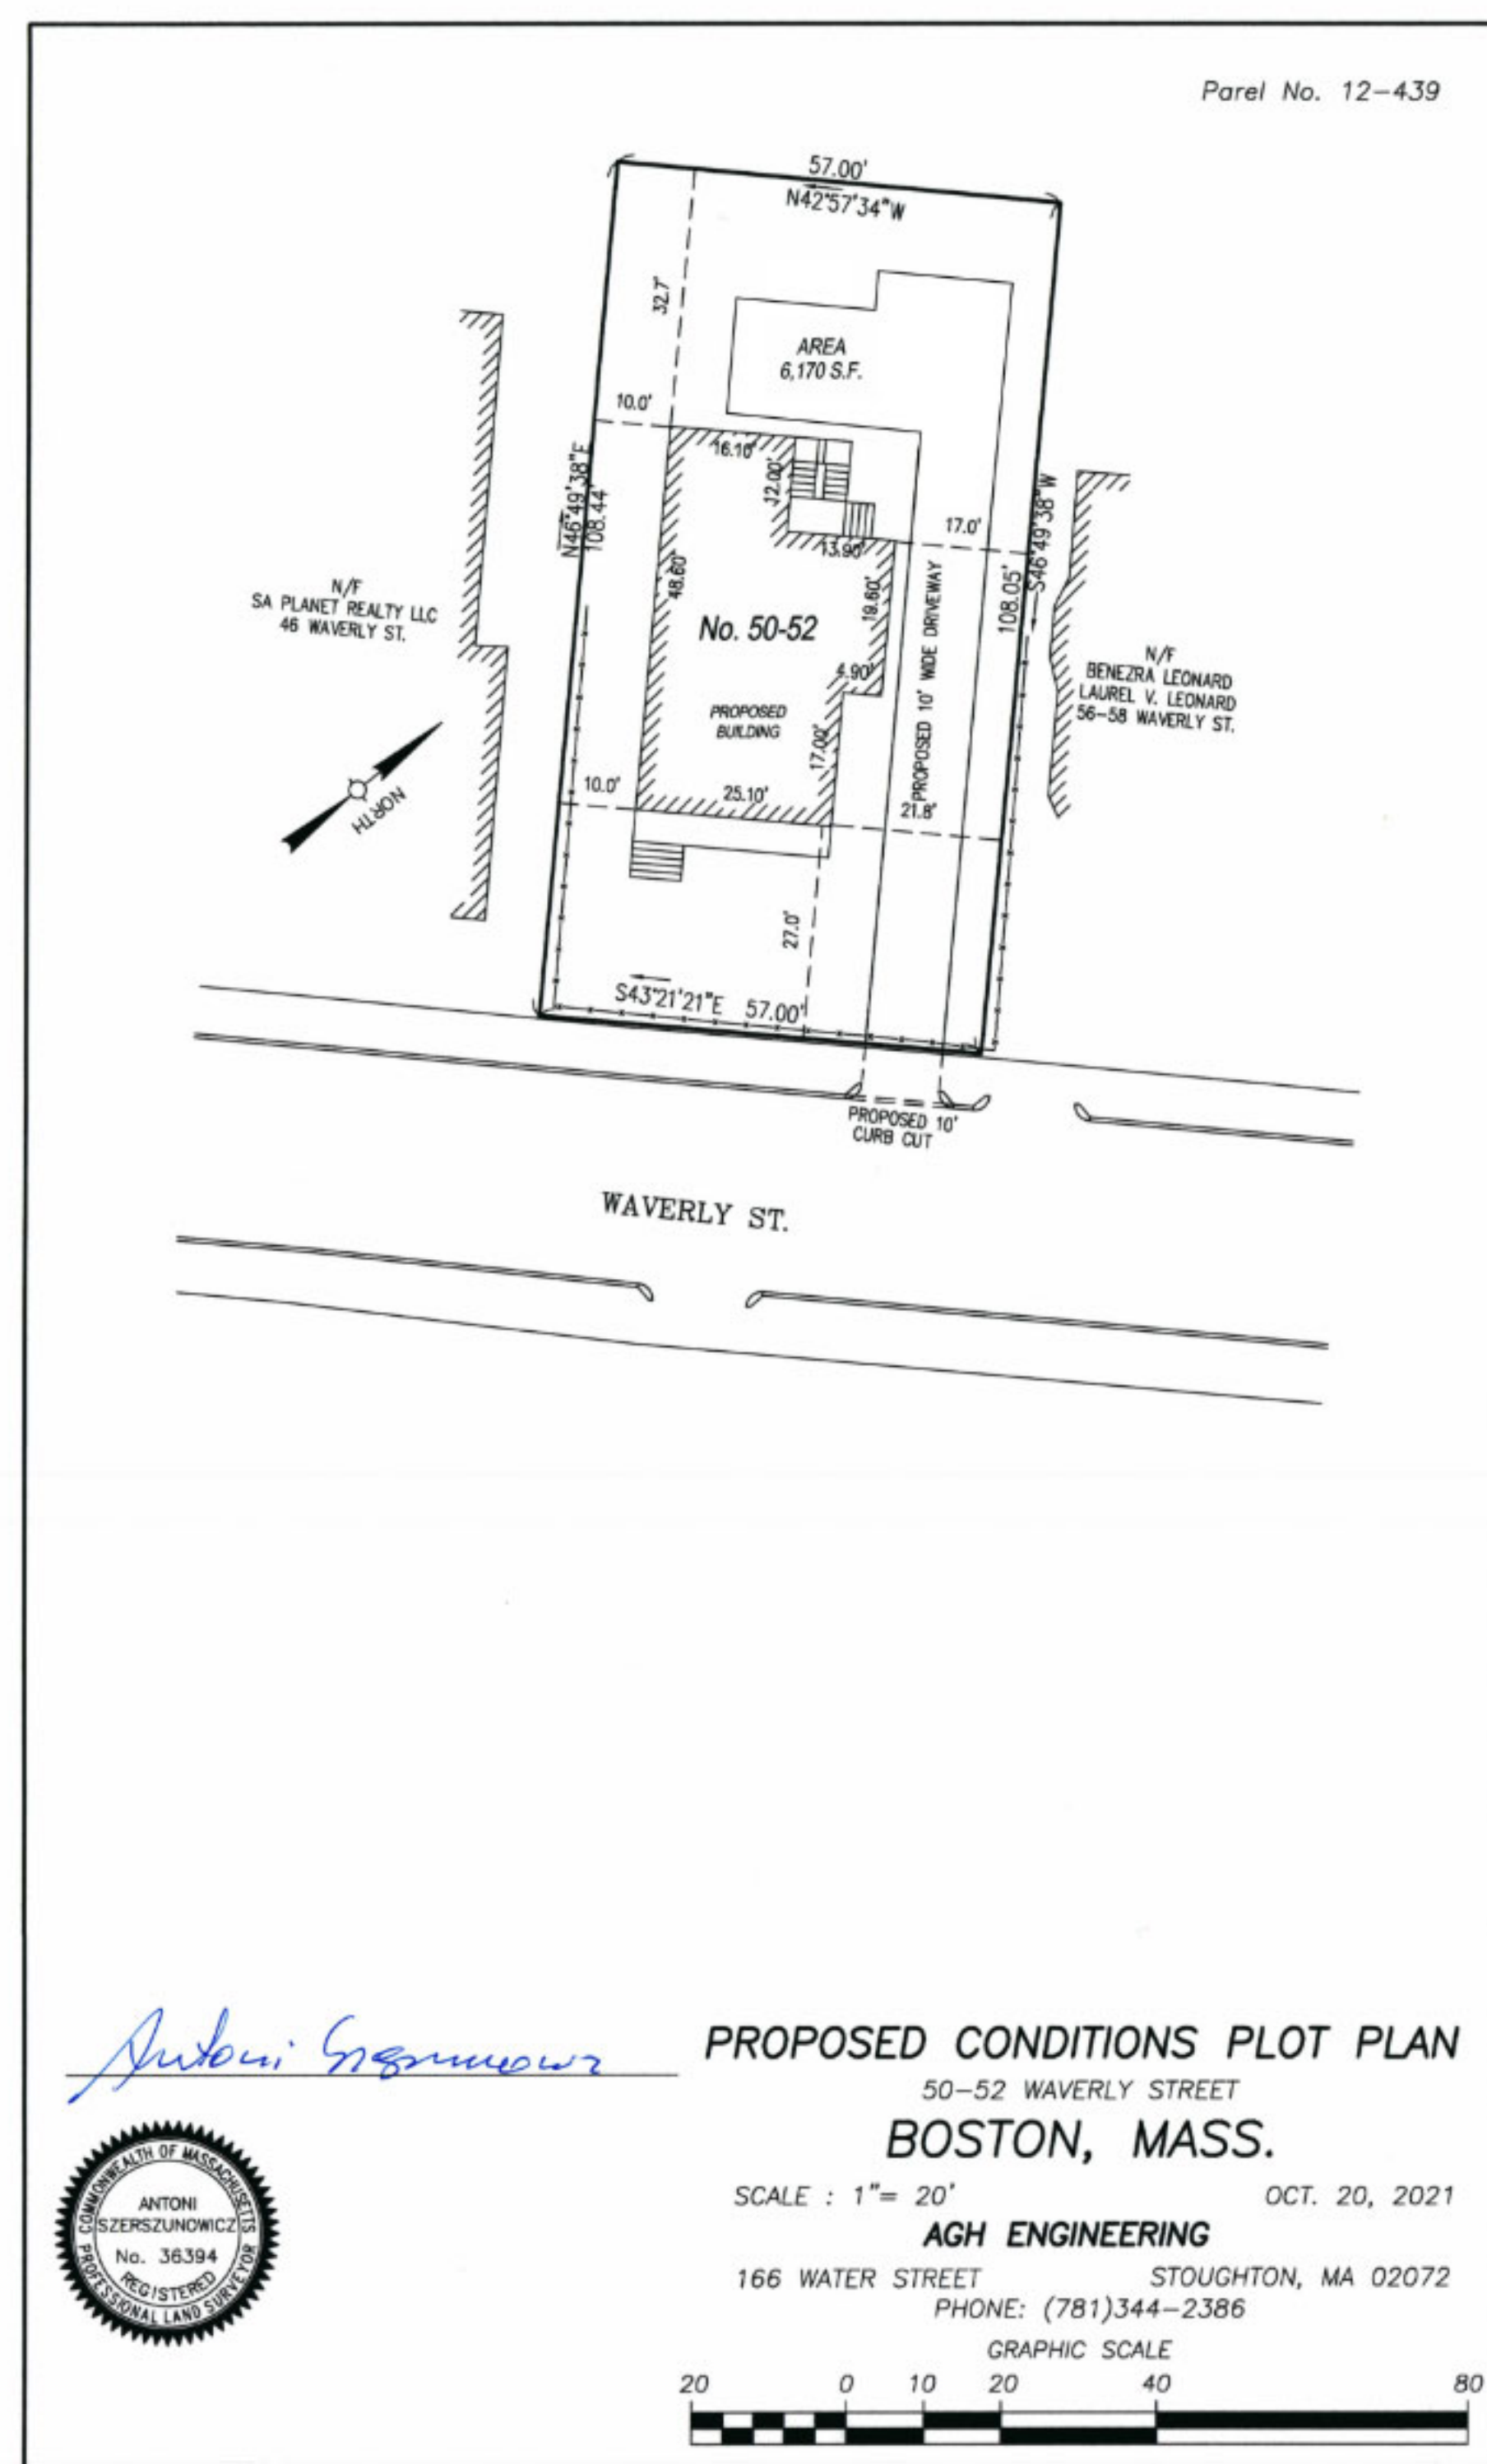 Parel No. 12-439
57.00'
N42°57'34"W
32.7'
AREA
6,170 S.F.
10.0'
16.10'
12.00'
N46°49'38"E
108.44'
13.90'
17.0'
S46°49'38"W
108.05'
48.60'
19.60'
No. 50-52
PROPOSED 10' WIDE DRIVEWAY
N/F
SA PLANET REALTY LLC
46 WAVERLY ST.
N/F
BENEZRA LEONARD
LAUREL V. LEONARD
56-58 WAVERLY ST.
4.90'
PROPOSED
BUILDING
17.00'
NORTH
10.0'
25.10'
21.8'
27.0'
S43°21'21"E 57.00'
PROPOSED 10'
CURB CUT
WAVERLY ST.
PROPOSED CONDITIONS PLOT PLAN
50-52 WAVERLY STREET
BOSTON, MASS.
SCALE : 1"= 20' OCT. 20, 2021
AGH ENGINEERING
166 WATER STREET STOUGHTON, MA 02072
PHONE: (781)344-2386
GRAPHIC SCALE
20 0 10 20 40 80
Antoni
COMMONWEALTH OF MASSACHUSETTS
ANTONI
SZERSZUNOWICZ
No. 36394
REGISTERED
PROFESSIONAL LAND SURVEYOR